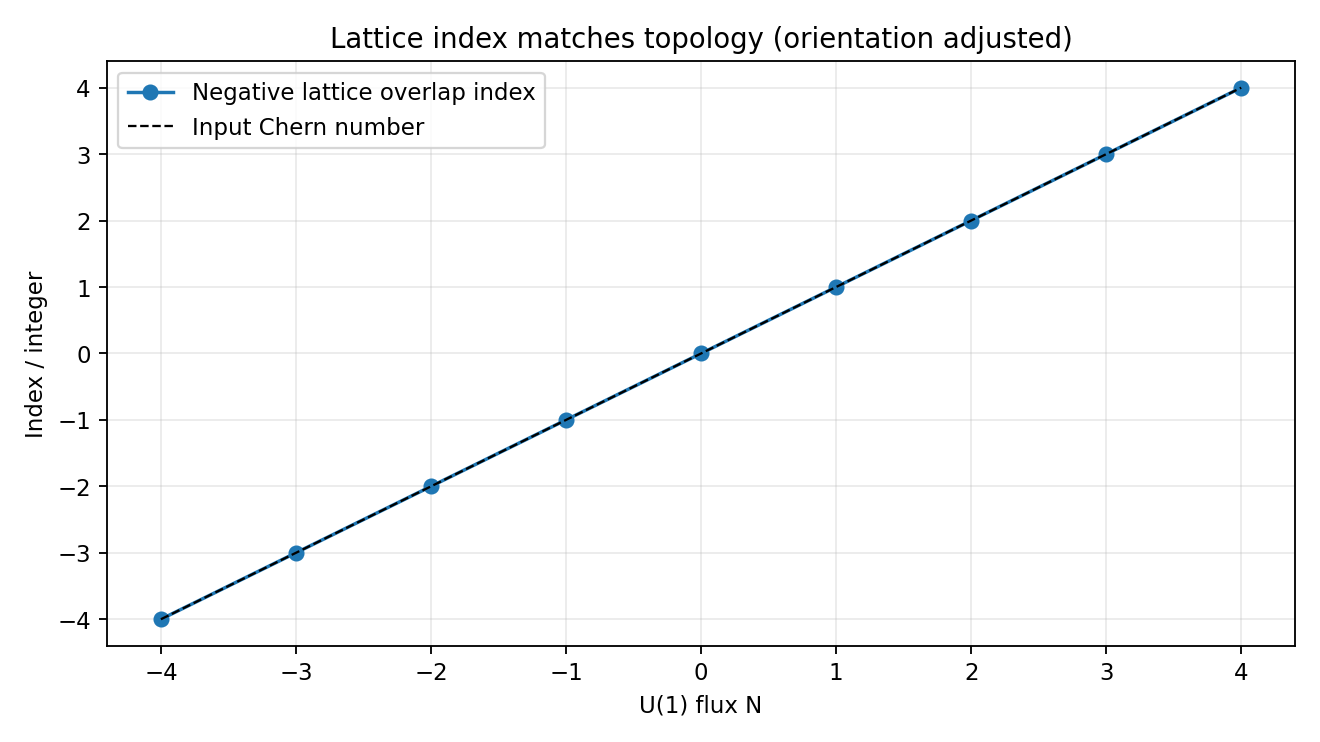 Lattice index matches topology (orientation adjusted)
Negative lattice overlap index
Input Chern number
Index / integer
4
3
2
1
0
−1
−2
−3
−4
−4 −3 −2 −1 0 1 2 3 4
U(1) flux N